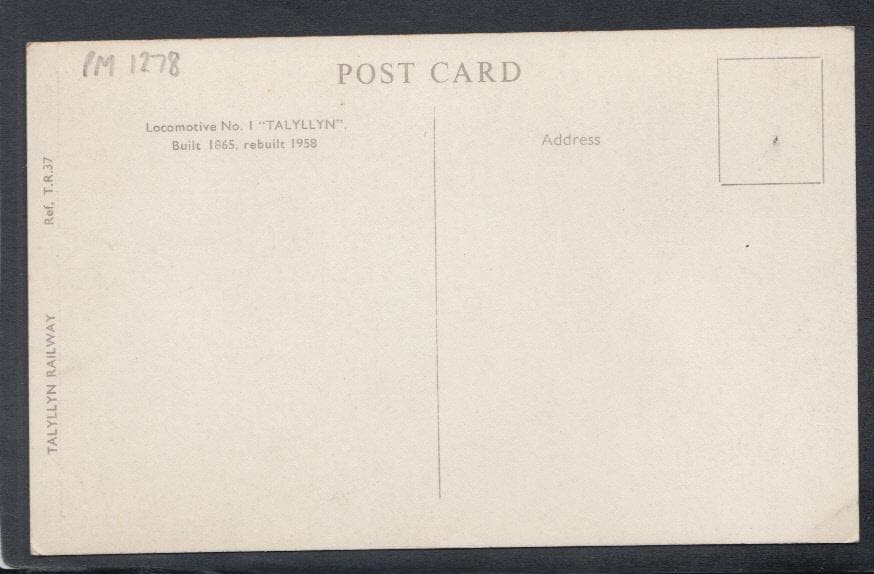 PM 1278
POST CARD
Locomotive No. 1 "TALYLLYN".
Built 1865, rebuilt 1958
Address
Ref. T.R.37
TALYLLYN RAILWAY